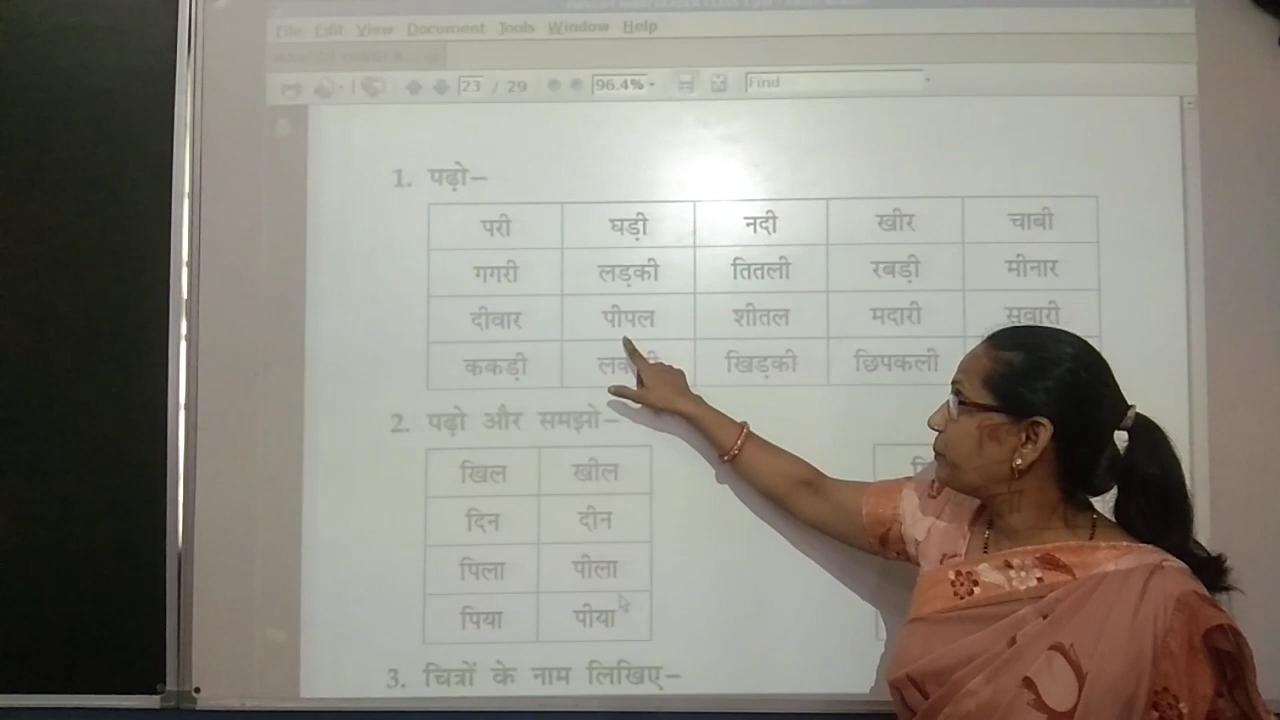 File Edit View Document Tools Window Help
23 / 29 96.4% Find
1. पढ़ो–
परी घड़ी नदी खीर चाबी
गगरी लड़की तितली रबड़ी मीनार
दीवार पीपल शीतल मदारी सवारी
ककड़ी खिड़की छिपकली
2. पढ़ो और समझो–
खिल खील
दिन दीन
पिला पीला
पिया पीया
3. चित्रों के नाम लिखिए–